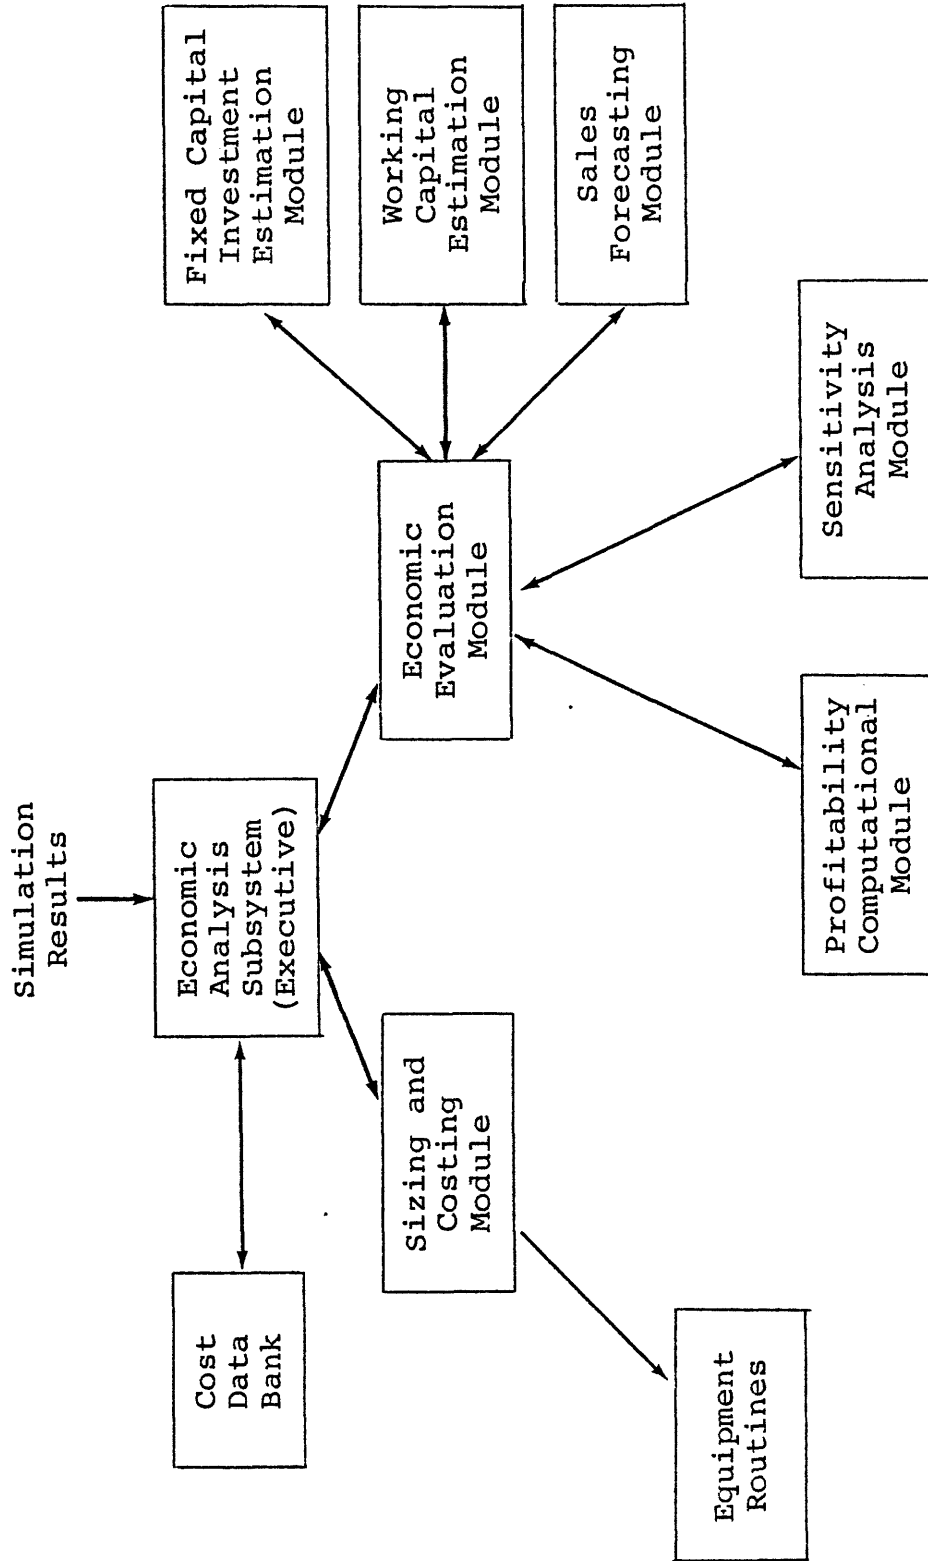 Simulation
Results
Cost
Data
Bank
Economic
Analysis
Subsystem
(Executive)
Fixed Capital
Investment
Estimation
Module
Sizing and
Costing
Module
Economic
Evaluation
Module
Working
Capital
Estimation
Module
Sales
Forecasting
Module
Equipment
Routines
Profitability
Computational
Module
Sensitivity
Analysis
Module